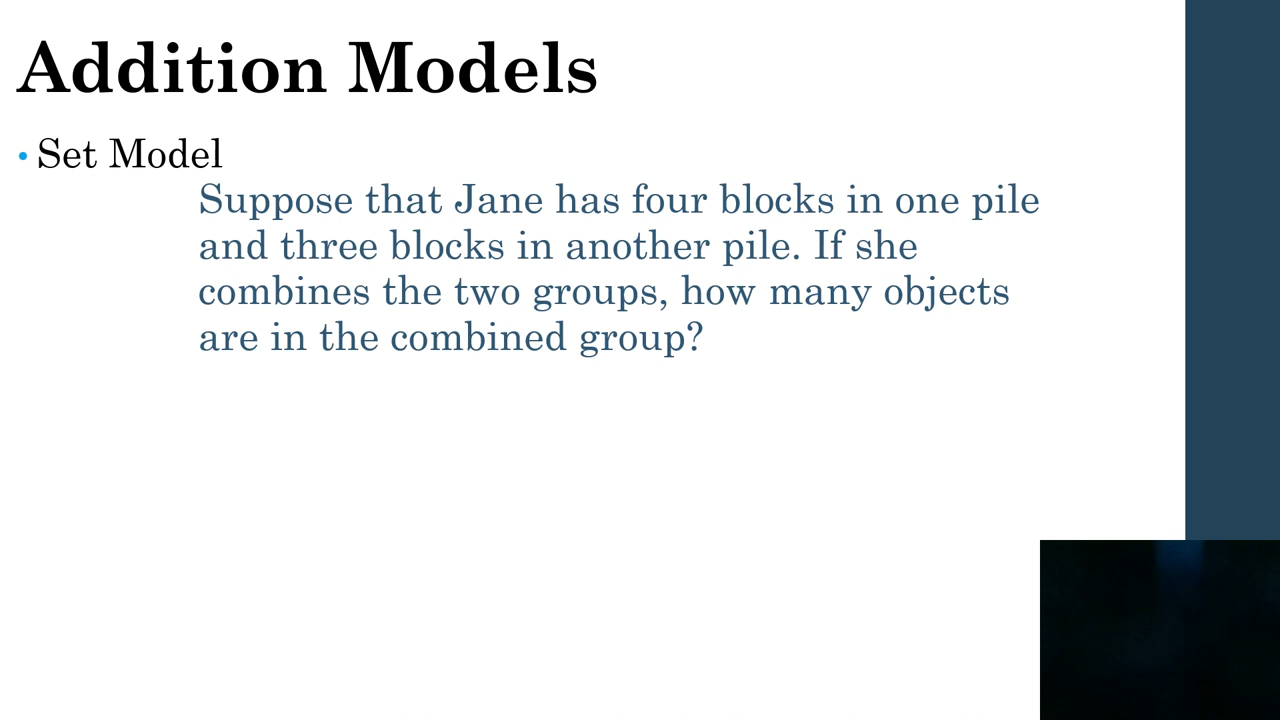 Addition Models
• Set Model
Suppose that Jane has four blocks in one pile
and three blocks in another pile. If she
combines the two groups, how many objects
are in the combined group?